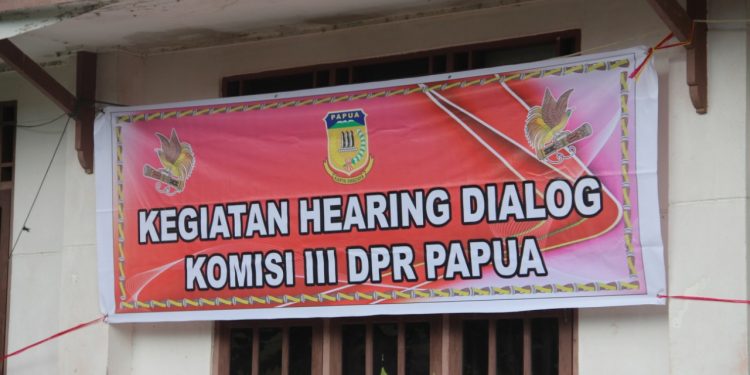 PAPUA
KEGIATAN HEARING DIALOG
KOMISI III DPR PAPUA